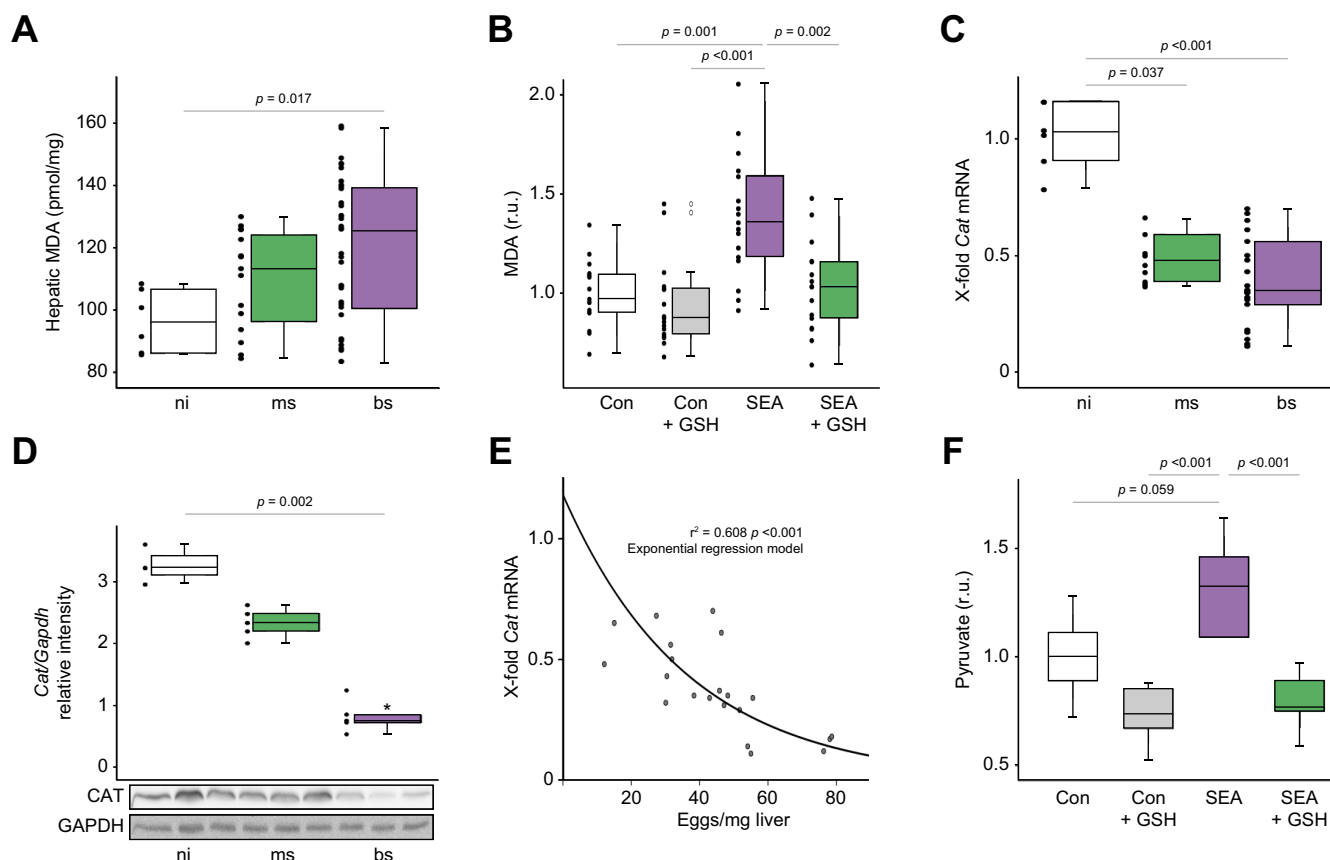 A
p = 0.017
Hepatic MDA (pmol/mg)
160
140
120
100
80
ni ms bs
B
p = 0.001 p = 0.002
p <0.001
MDA (r.u.)
2.0
1.5
1.0
Con Con + GSH SEA SEA + GSH
C
p <0.001
p = 0.037
X-fold Cat mRNA
1.0
0.5
0
ni ms bs
D
p = 0.002
Cat/Gapdh
relative intensity
3
2
1
0
*
CAT
GAPDH
ni ms bs
E
r² = 0.608 p <0.001
Exponential regression model
X-fold Cat mRNA
1.0
0.5
0
20 40 60 80
Eggs/mg liver
F
p <0.001 p <0.001
p = 0.059
Pyruvate (r.u.)
1.5
1.0
0.5
Con Con + GSH SEA SEA + GSH